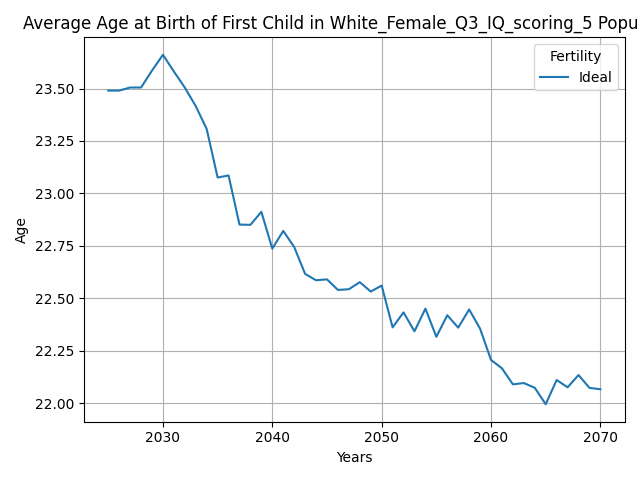 Average Age at Birth of First Child in White_Female_Q3_IQ_scoring_5 Popu
Fertility
Ideal
23.50
23.25
23.00
22.75
22.50
22.25
22.00
Age
2030 2040 2050 2060 2070
Years